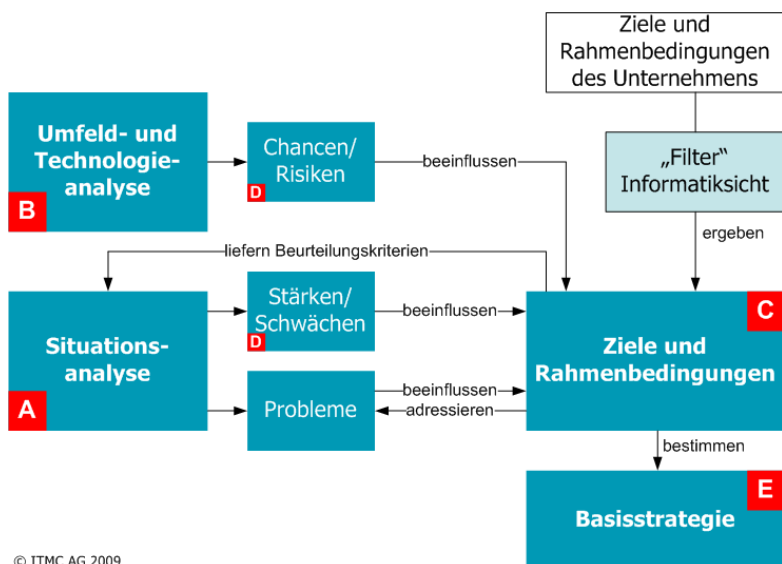 Ziele und
Rahmenbedingungen
des Unternehmens
Umfeld- und
Technologie-
analyse
B
Chancen/
Risiken
D
beeinflussen
„Filter“
Informatiksicht
ergeben
liefern Beurteilungskriterien
Situations-
analyse
A
Stärken/
Schwächen
D
beeinflussen
Probleme
beeinflussen
adressieren
C
Ziele und
Rahmenbedingungen
bestimmen
E
Basisstrategie
© ITMC AG 2009